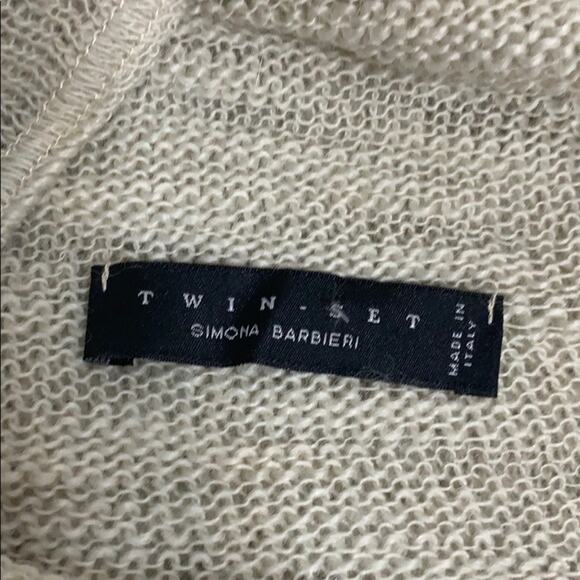 TWIN-SET
SIMONA BARBIERI
MADE IN
ITALY